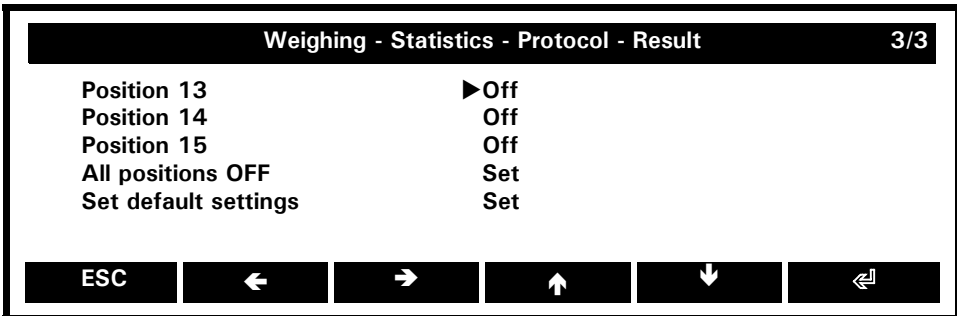 Weighing - Statistics - Protocol - Result 3/3
Position 13 ▶Off
Position 14 Off
Position 15 Off
All positions OFF Set
Set default settings Set
ESC ← → ↑ ↓ ↵